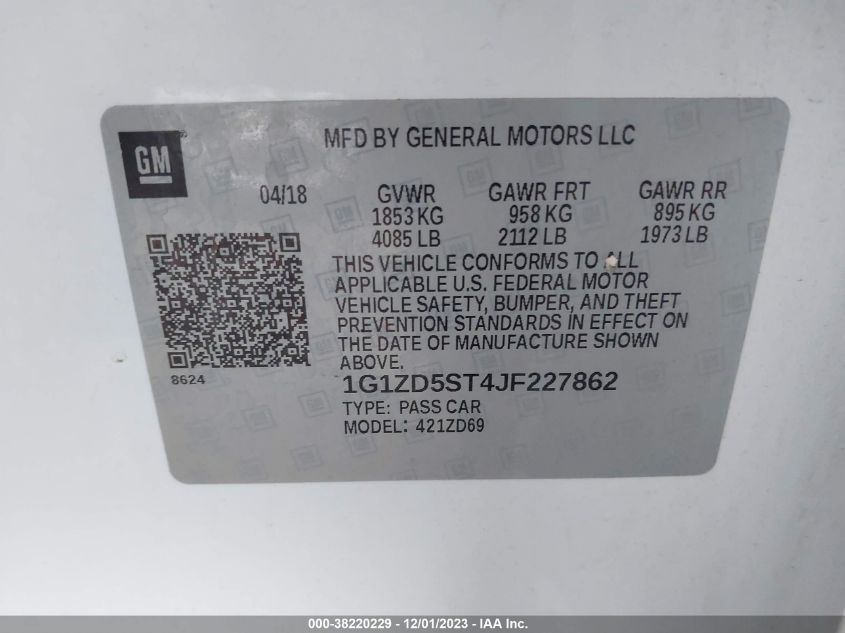 GM
MFD BY GENERAL MOTORS LLC
04/18 GVWR GAWR FRT GAWR RR
1853 KG 958 KG 895 KG
4085 LB 2112 LB 1973 LB
THIS VEHICLE CONFORMS TO ALL
APPLICABLE U.S. FEDERAL MOTOR
VEHICLE SAFETY, BUMPER, AND THEFT
PREVENTION STANDARDS IN EFFECT ON
THE DATE OF MANUFACTURE SHOWN
ABOVE.
8624
1G1ZD5ST4JF227862
TYPE: PASS CAR
MODEL: 421ZD69
000-38220229 - 12/01/2023 - IAA Inc.